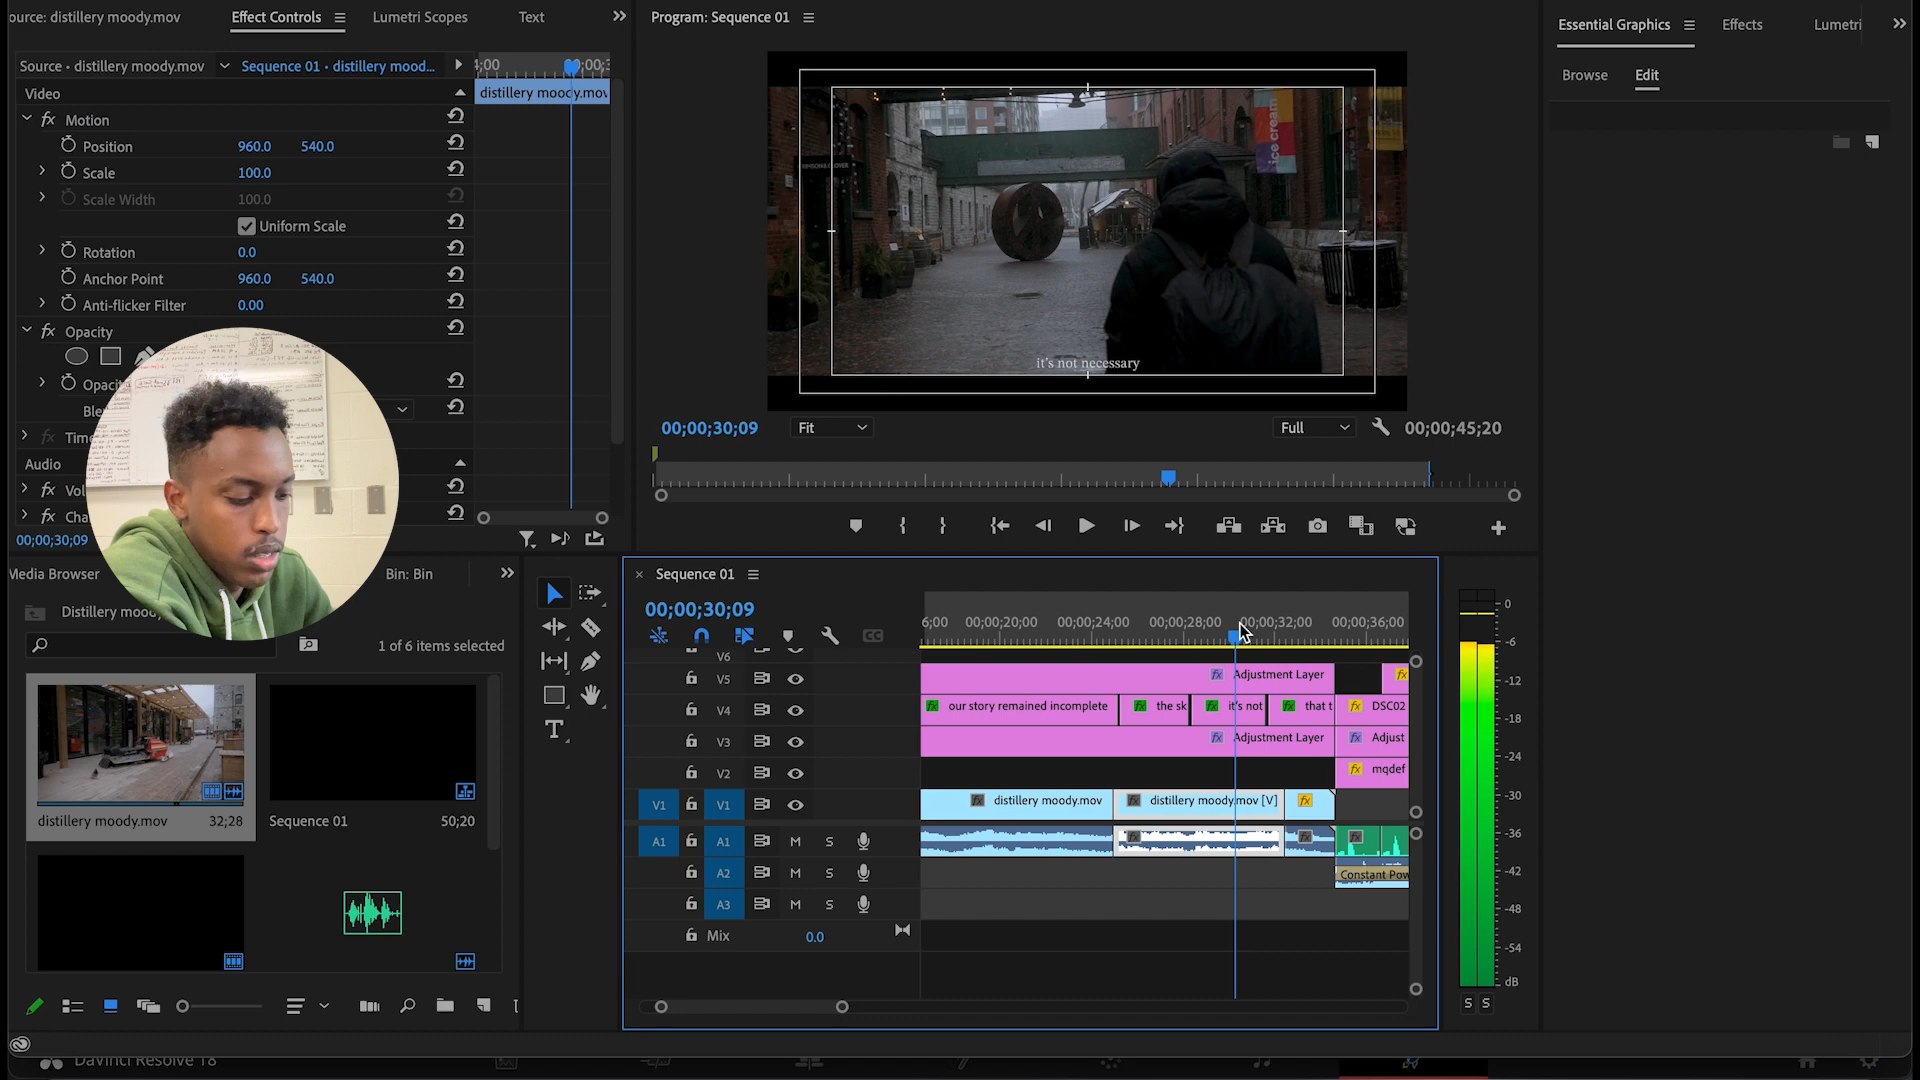 ource: distillery moody.mov
Effect Controls
Lumetri Scopes
Text
Program: Sequence 01
Essential Graphics
Effects
Lumetri
Source • distillery moody.mov
Sequence 01 • distillery mood...
;00
00;00;3
Browse
Edit
Video
distillery moody.mov
Motion
Position
960.0
540.0
Scale
100.0
Scale Width
100.0
Uniform Scale
Rotation
0.0
Anchor Point
960.0
540.0
Anti-flicker Filter
0.00
Opacity
Opac
Ble
Tim
Audio
Vol
Cha
00;00;30;09
ice cream
it's not necessary
00;00;30;09
Fit
Full
00;00;45;20
Media Browser
Bin: Bin
Distillery mood
1 of 6 items selected
distillery moody.mov
32;28
Sequence 01
50;20
Sequence 01
00;00;30;09
6;00
00;00;20;00
00;00;24;00
00;00;28;00
00;00;32;00
00;00;36;00
V6
V5
Adjustment Layer
V4
our story remained incomplete
the sk
it's not
that t
DSC02
V3
Adjustment Layer
Adjust
V2
mqdef
V1
V1
distillery moody.mov
distillery moody.mov [V]
A1
A1
M
S
A2
M
S
Constant Pow
A3
M
S
Mix
0.0
0
-6
-12
-18
-24
-30
-36
-42
-48
-54
dB
S
S
DaVinci Resolve 18